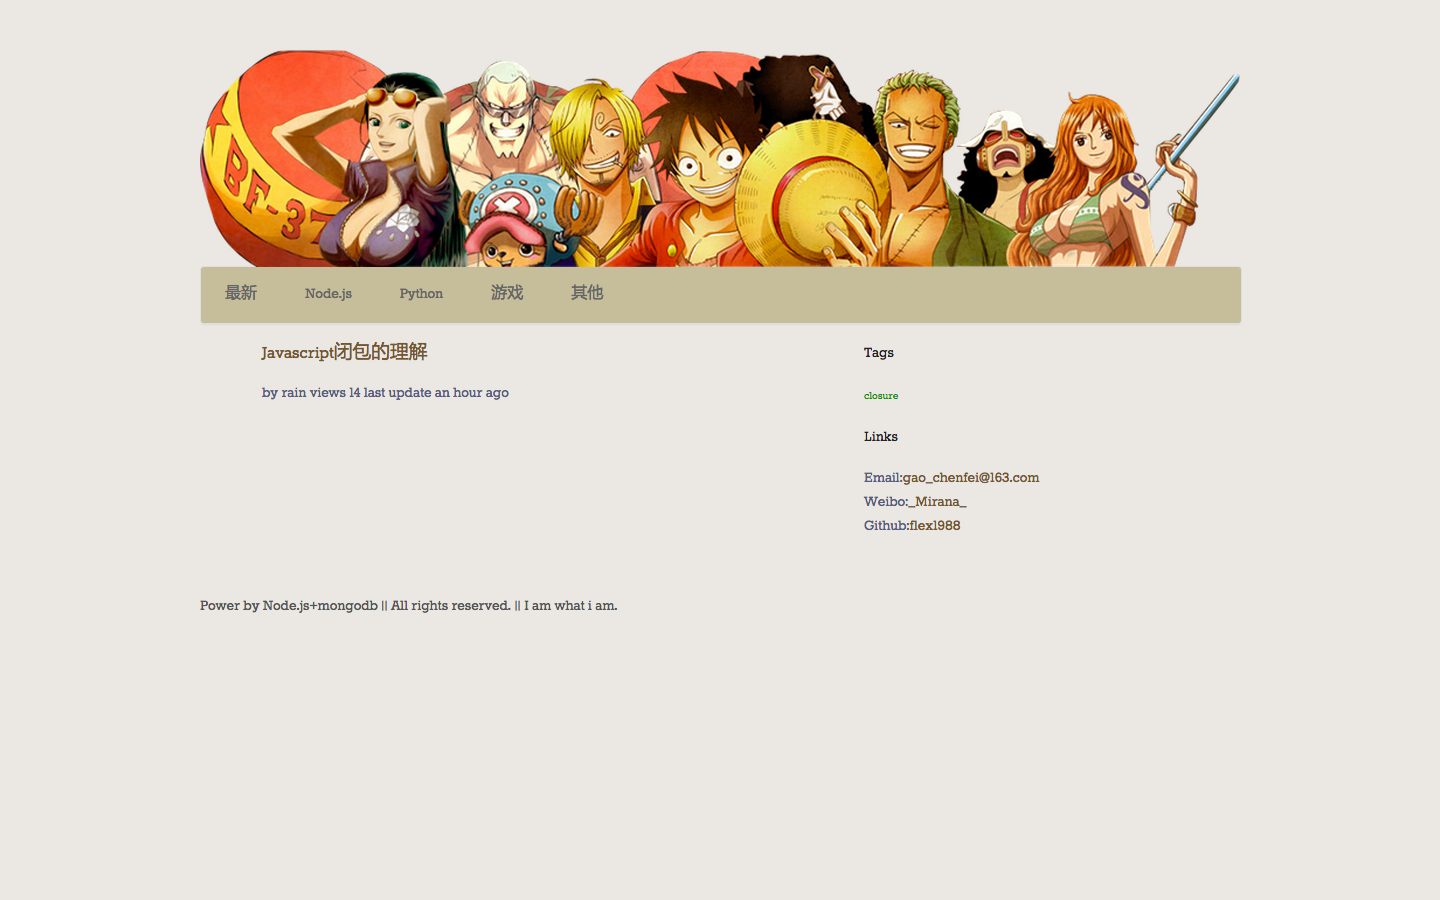 BF-37
最新 Node.js Python 游戏 其他
Javascript闭包的理解
by rain views 14 last update an hour ago
Tags
closure
Links
Email:gao_chenfei@163.com
Weibo:_Mirana_
Github:flex1988
Power by Node.js+mongodb || All rights reserved. || I am what i am.